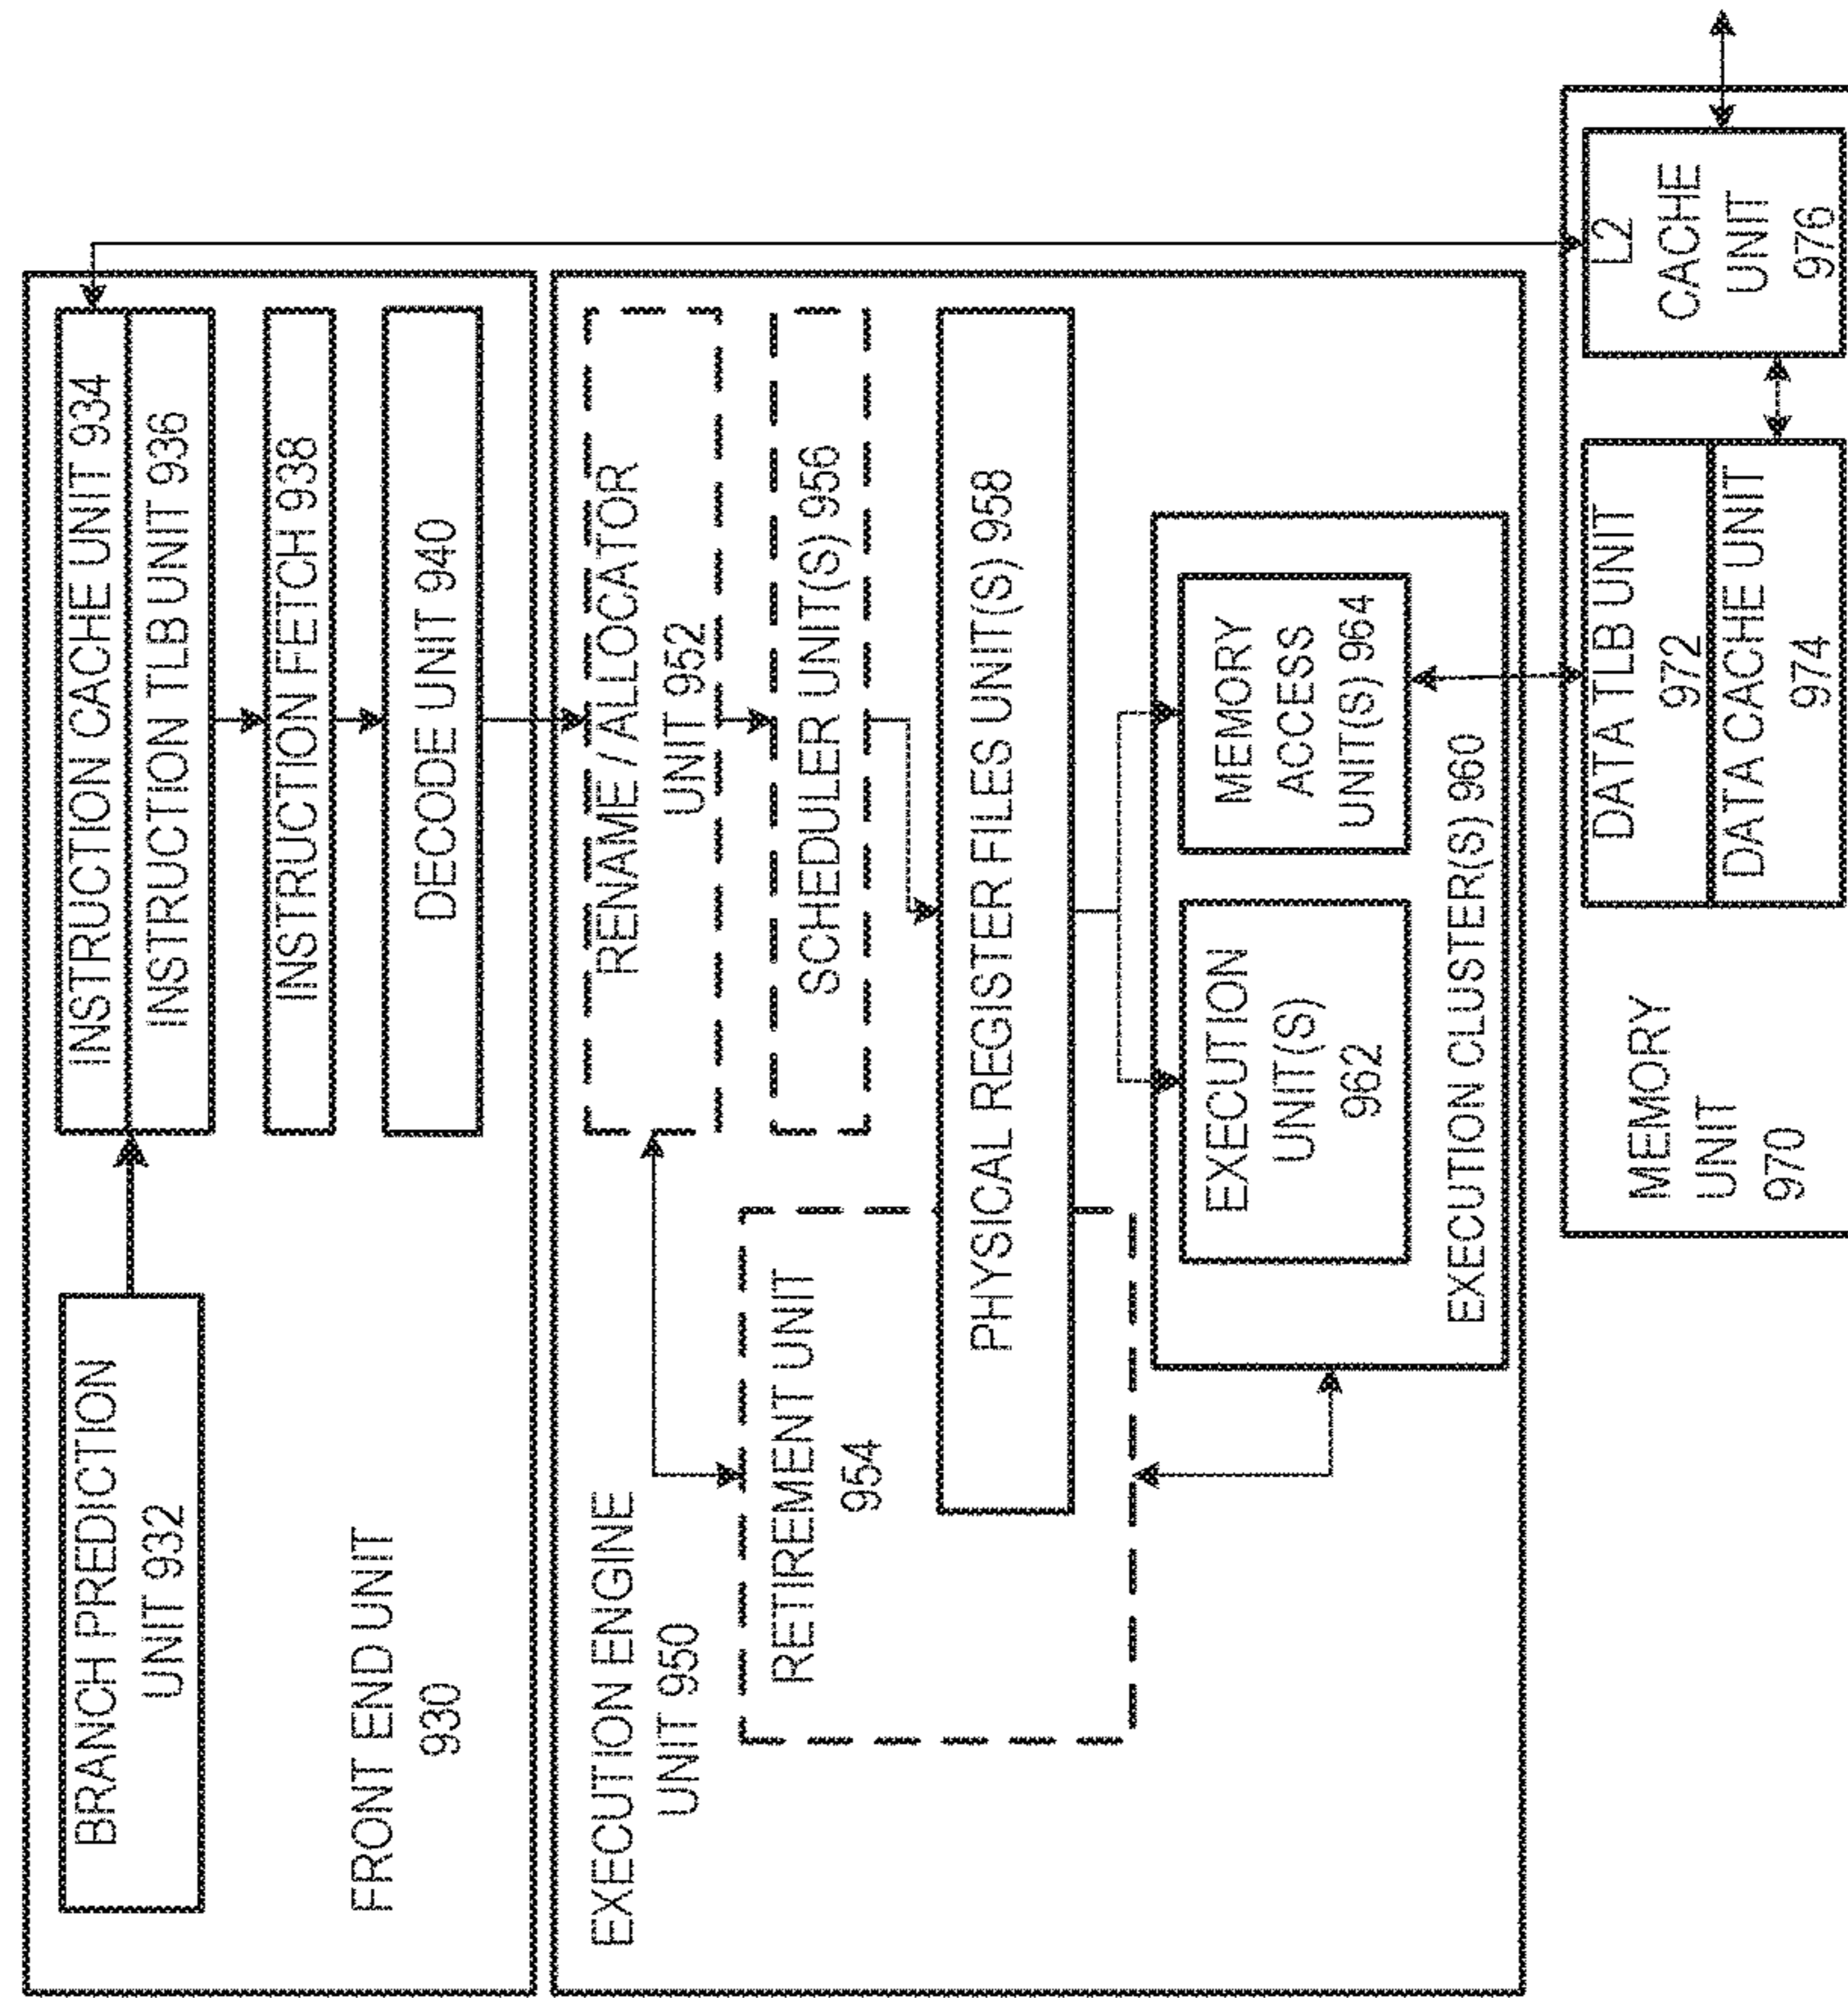 BRANCH PREDICTION
UNIT 932
INSTRUCTION CACHE UNIT 934
INSTRUCTION TLB UNIT 936
INSTRUCTION FETCH 938
FRONT END UNIT
930
DECODE UNIT 940
EXECUTION ENGINE
UNIT 950
RENAME / ALLOCATOR
UNIT 952
RETIREMENT UNIT
954
SCHEDULER UNIT(S) 956
PHYSICAL REGISTER FILES UNIT(S) 958
EXECUTION
UNIT(S)
962
MEMORY
ACCESS
UNIT(S) 964
EXECUTION CLUSTER(S) 960
MEMORY
UNIT
970
DATA TLB UNIT
972
DATA CACHE UNIT
974
L2
CACHE
UNIT
976